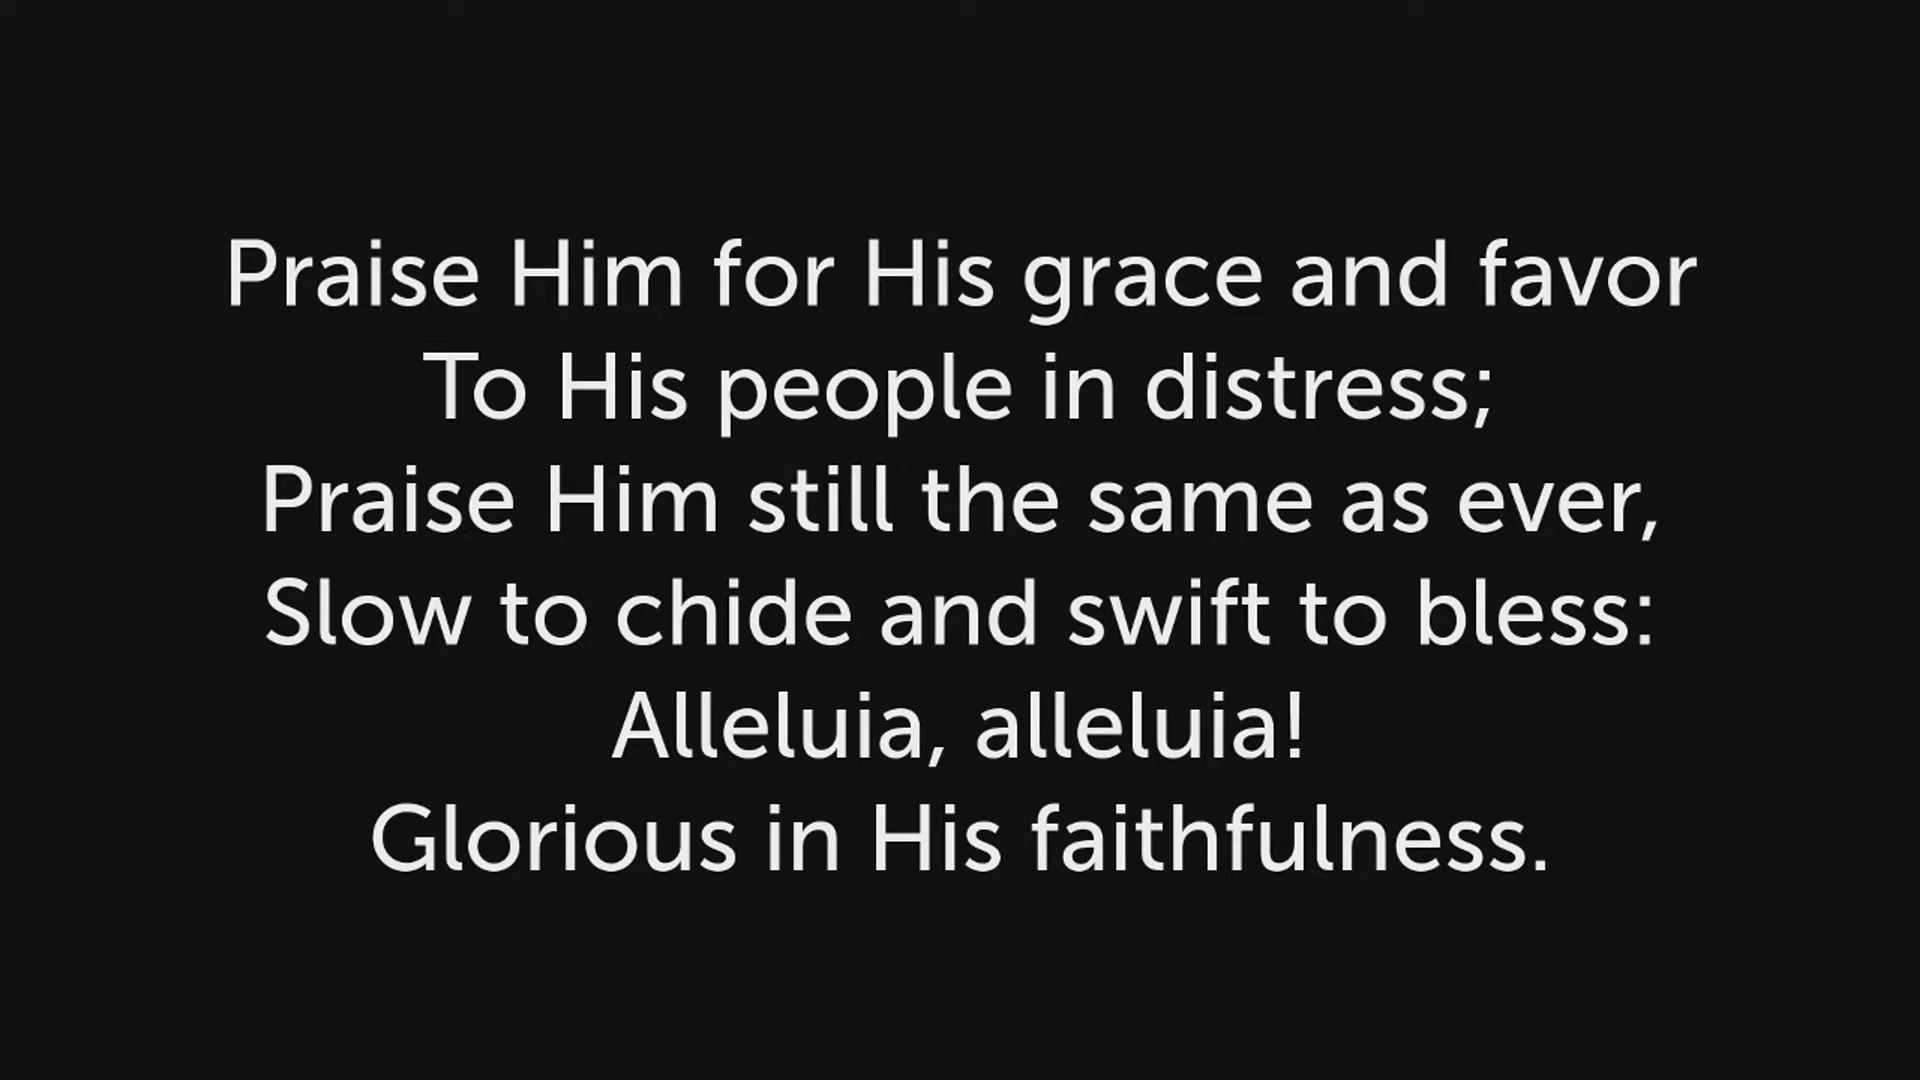 Praise Him for His grace and favor
To His people in distress;
Praise Him still the same as ever,
Slow to chide and swift to bless:
Alleluia, alleluia!
Glorious in His faithfulness.